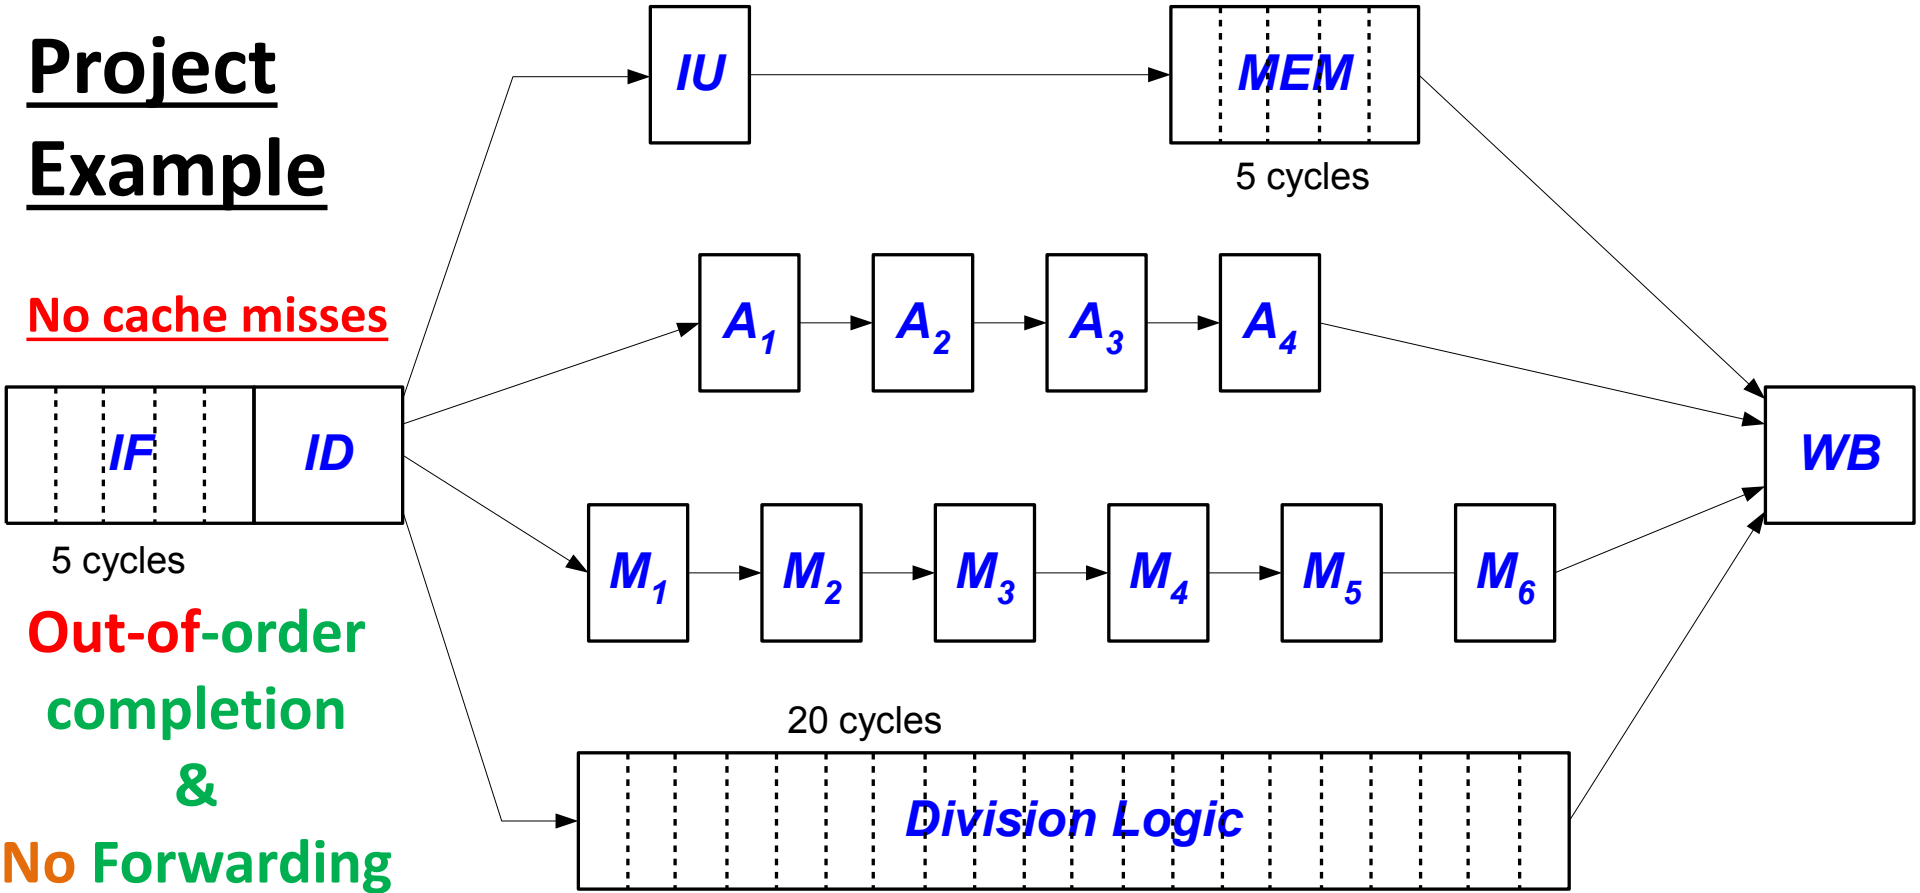 Project
Example
No cache misses
IF
ID
5 cycles
Out-of-order
completion
&
No Forwarding
IU
MEM
5 cycles
A1
A2
A3
A4
M1
M2
M3
M4
M5
M6
20 cycles
Division Logic
WB